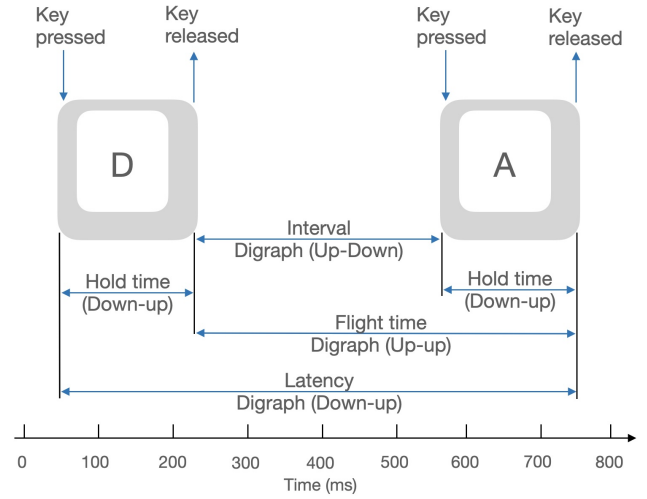 Key
pressed
Key
released
Key
pressed
Key
released
D
A
Interval
Digraph (Up-Down)
Hold time
(Down-up)
Hold time
(Down-up)
Flight time
Digraph (Up-up)
Latency
Digraph (Down-up)
0 100 200 300 400 500 600 700 800
Time (ms)